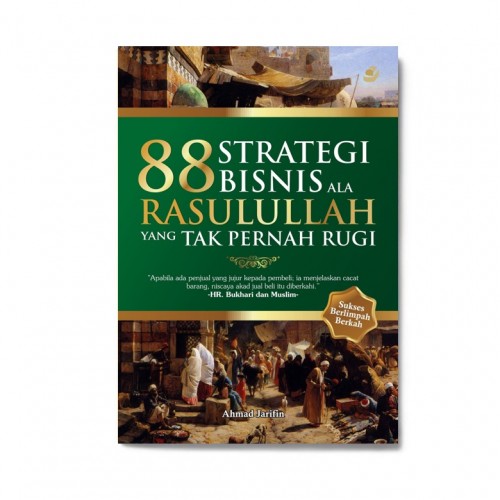 88 STRATEGI
BISNIS ALA
RASULULLAH
YANG TAK PERNAH RUGI
"Apabila ada penjual yang jujur kepada pembeli; ia menjelaskan cacat
barang, niscaya akad jual beli itu diberkahi."
-HR. Bukhari dan Muslim-
Sukses
Berlimpah
Berkah
Ahmad Jarifin